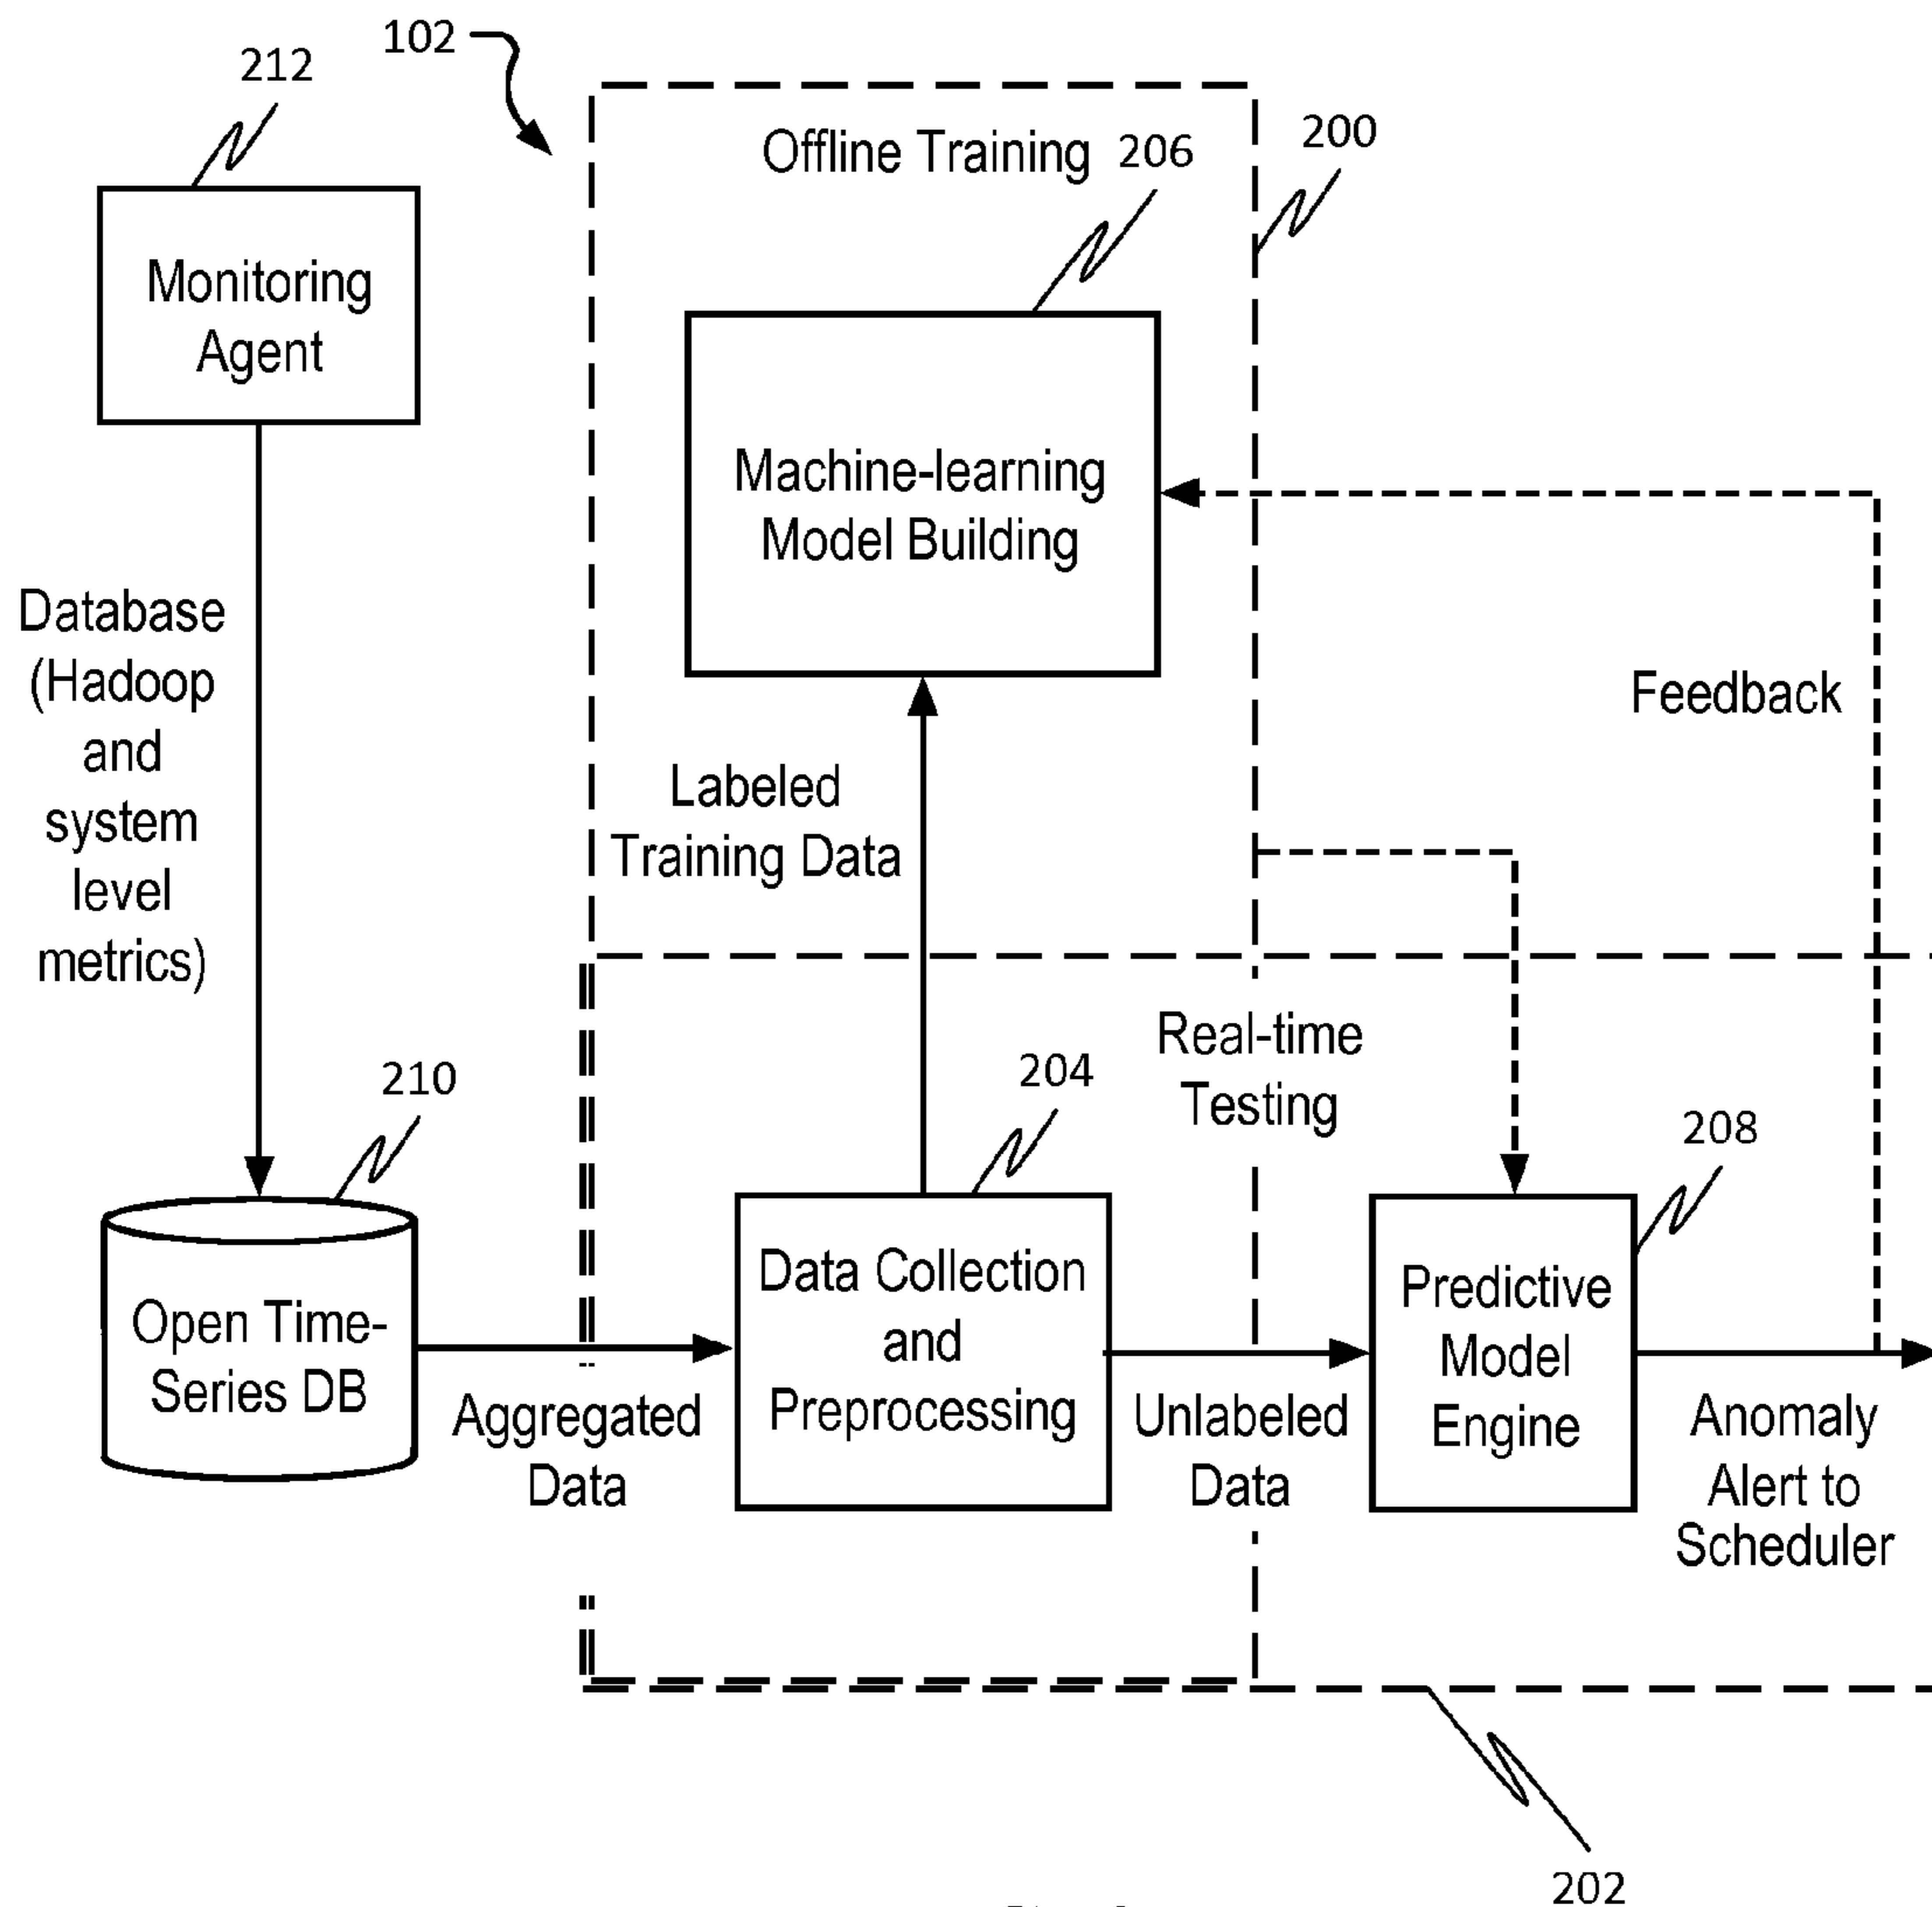 102
212
Offline Training
206
200
Monitoring
Agent
Machine-learning
Model Building
Database
(Hadoop
and
system
level
metrics)
Feedback
Labeled
Training Data
Real-time
Testing
210
204
208
Open Time-
Series DB
Aggregated
Data
Data Collection
and
Preprocessing
Unlabeled
Data
Predictive
Model
Engine
Anomaly
Alert to
Scheduler
202